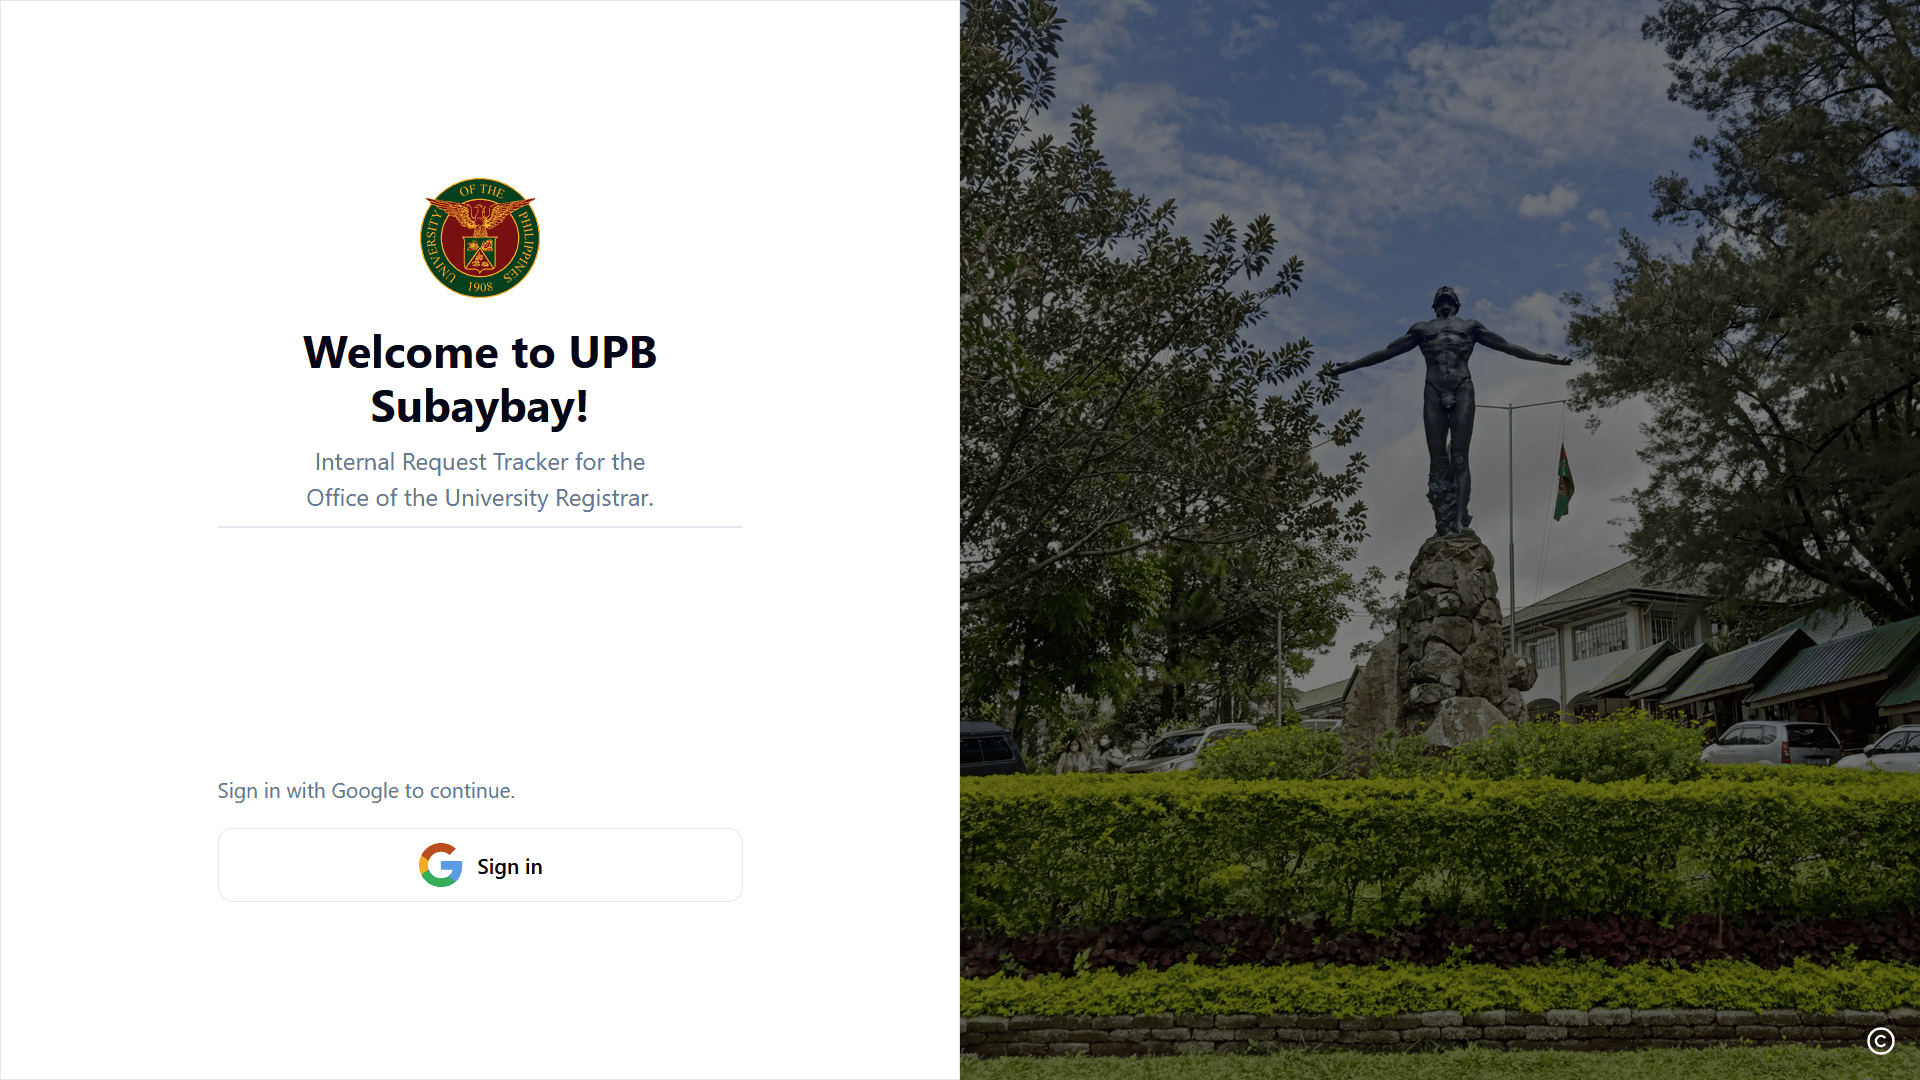 UNIVERSITY OF THE PHILIPPINES
1908
Welcome to UPB
Subaybay!
Internal Request Tracker for the
Office of the University Registrar.
Sign in with Google to continue.
G Sign in
©